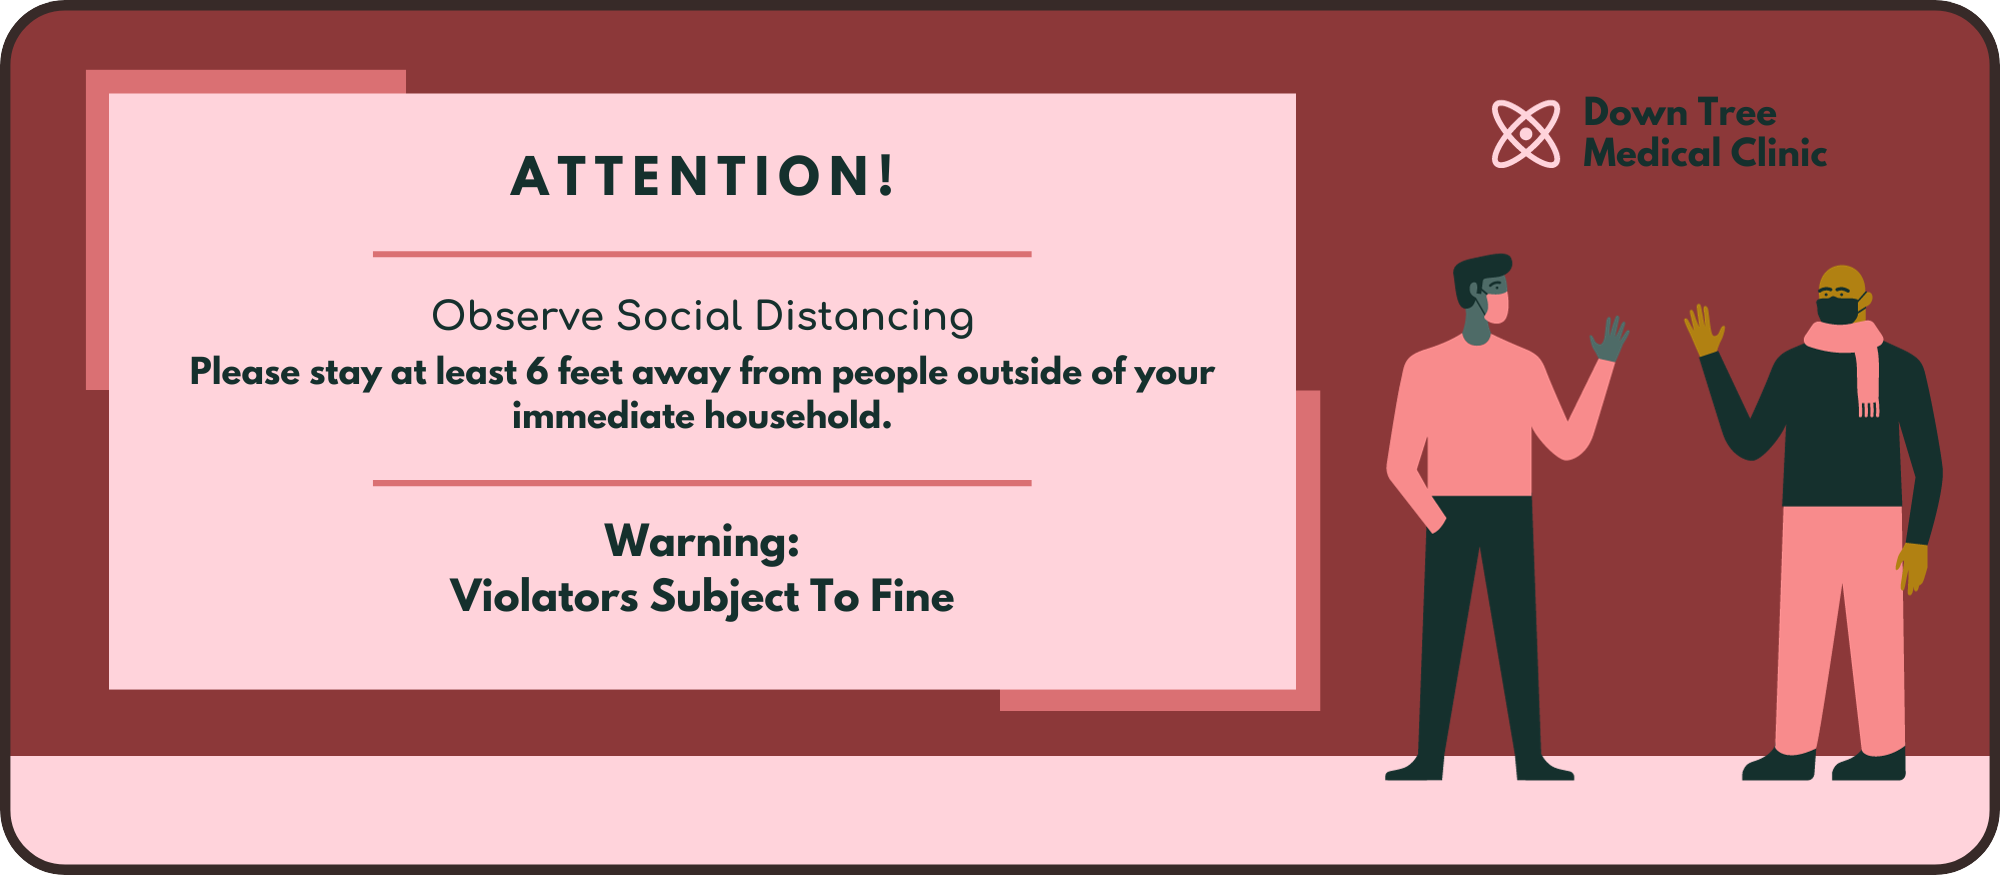 ATTENTION!
Observe Social Distancing
Please stay at least 6 feet away from people outside of your
immediate household.
Warning:
Violators Subject To Fine
Down Tree
Medical Clinic